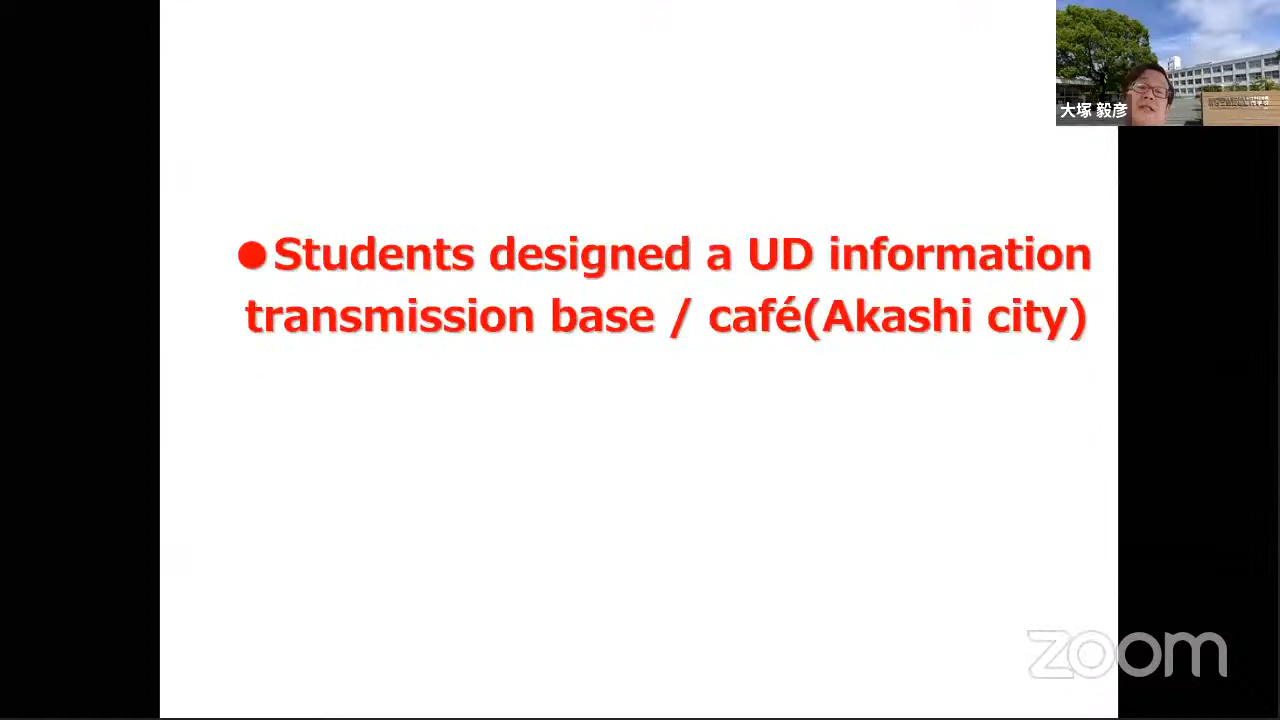 大塚 毅彦
●Students designed a UD information
transmission base / café(Akashi city)
zoom